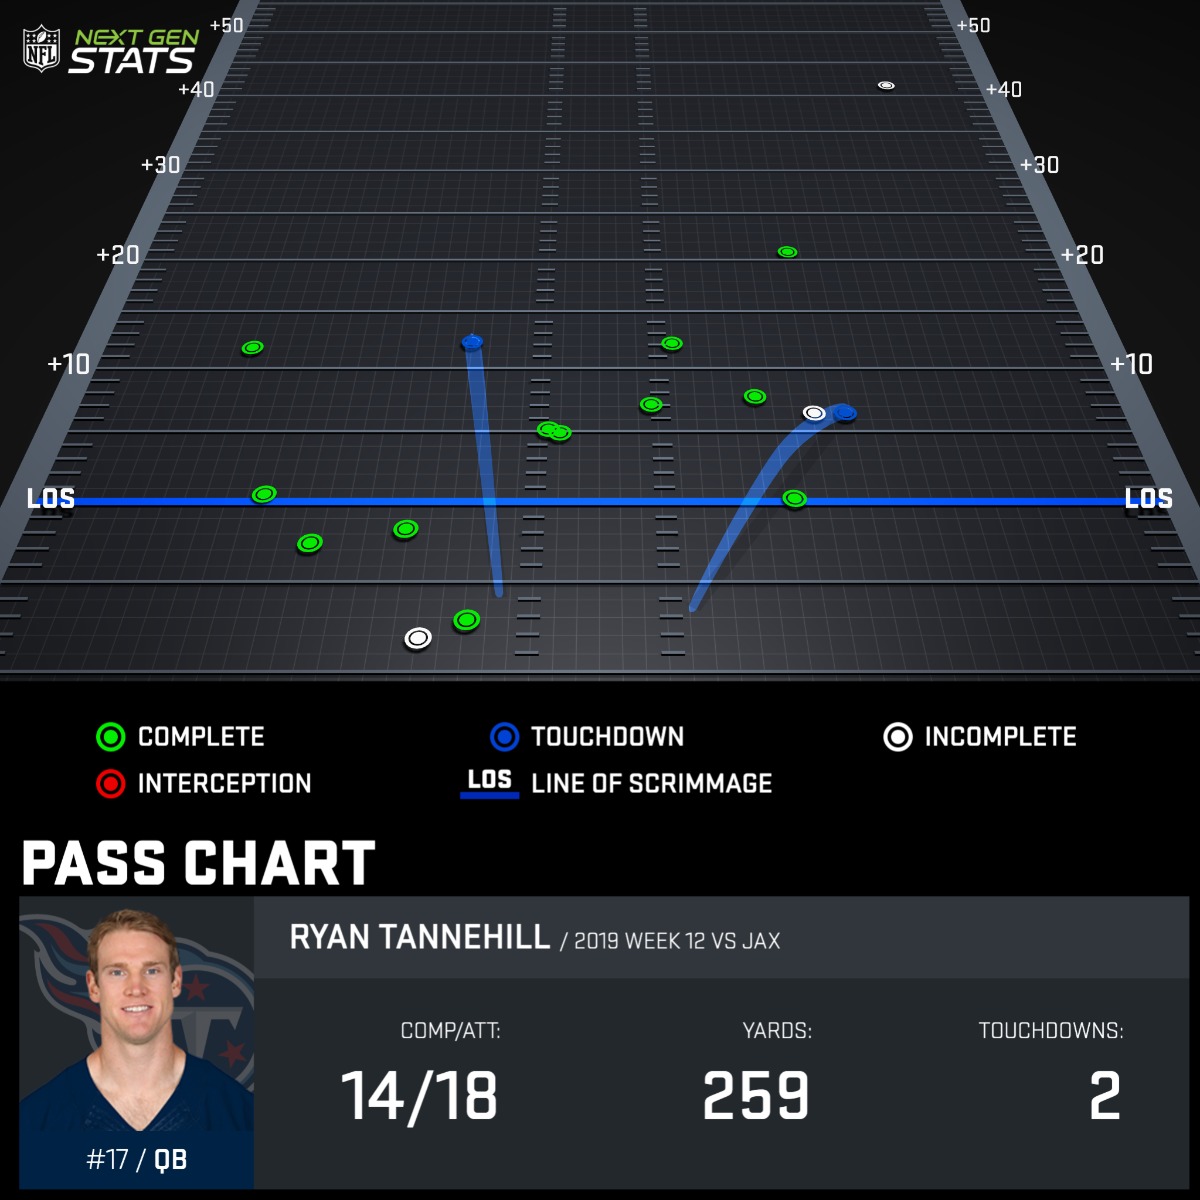 NFL
NEXT GEN
STATS
+50 +50
+40 +40
+30 +30
+20 +20
+10 +10
LOS LOS
COMPLETE TOUCHDOWN INCOMPLETE
INTERCEPTION LOS LINE OF SCRIMMAGE
PASS CHART
RYAN TANNEHILL / 2019 WEEK 12 VS JAX
COMP/ATT: YARDS: TOUCHDOWNS:
14/18 259 2
#17 / QB